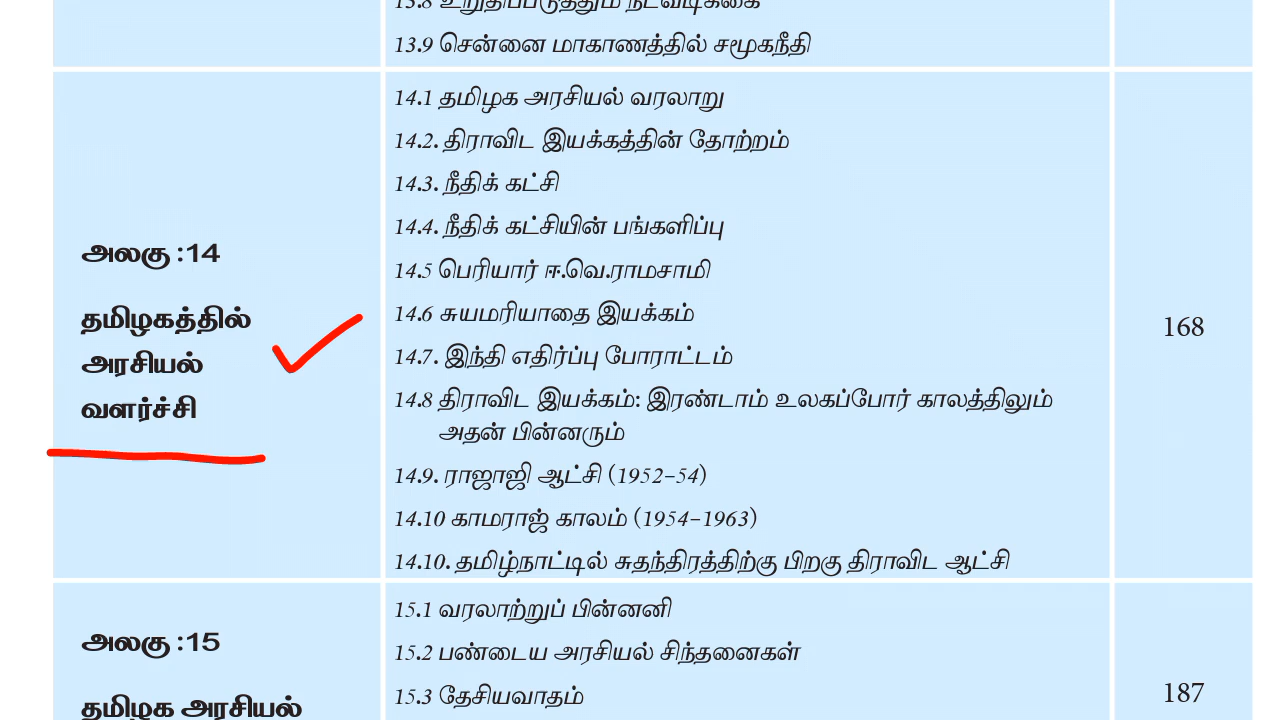 13.8 உறுதிப்படுத்தும் நடவடிக்கை
13.9 சென்னை மாகாணத்தில் சமூகநீதி
அலகு :14
தமிழகத்தில்
அரசியல்
வளர்ச்சி
14.1 தமிழக அரசியல் வரலாறு
14.2. திராவிட இயக்கத்தின் தோற்றம்
14.3. நீதிக் கட்சி
14.4. நீதிக் கட்சியின் பங்களிப்பு
14.5 பெரியார் ஈ.வெ.ராமசாமி
14.6 சுயமரியாதை இயக்கம்
14.7. இந்தி எதிர்ப்பு போராட்டம்
14.8 திராவிட இயக்கம்: இரண்டாம் உலகப்போர் காலத்திலும்
அதன் பின்னரும்
14.9. ராஜாஜி ஆட்சி (1952-54)
14.10 காமராஜ் காலம் (1954-1963)
14.10. தமிழ்நாட்டில் சுதந்திரத்திற்கு பிறகு திராவிட ஆட்சி
168
அலகு :15
தமிழக அரசியல்
15.1 வரலாற்றுப் பின்னனி
15.2 பண்டைய அரசியல் சிந்தனைகள்
15.3 தேசியவாதம்
187